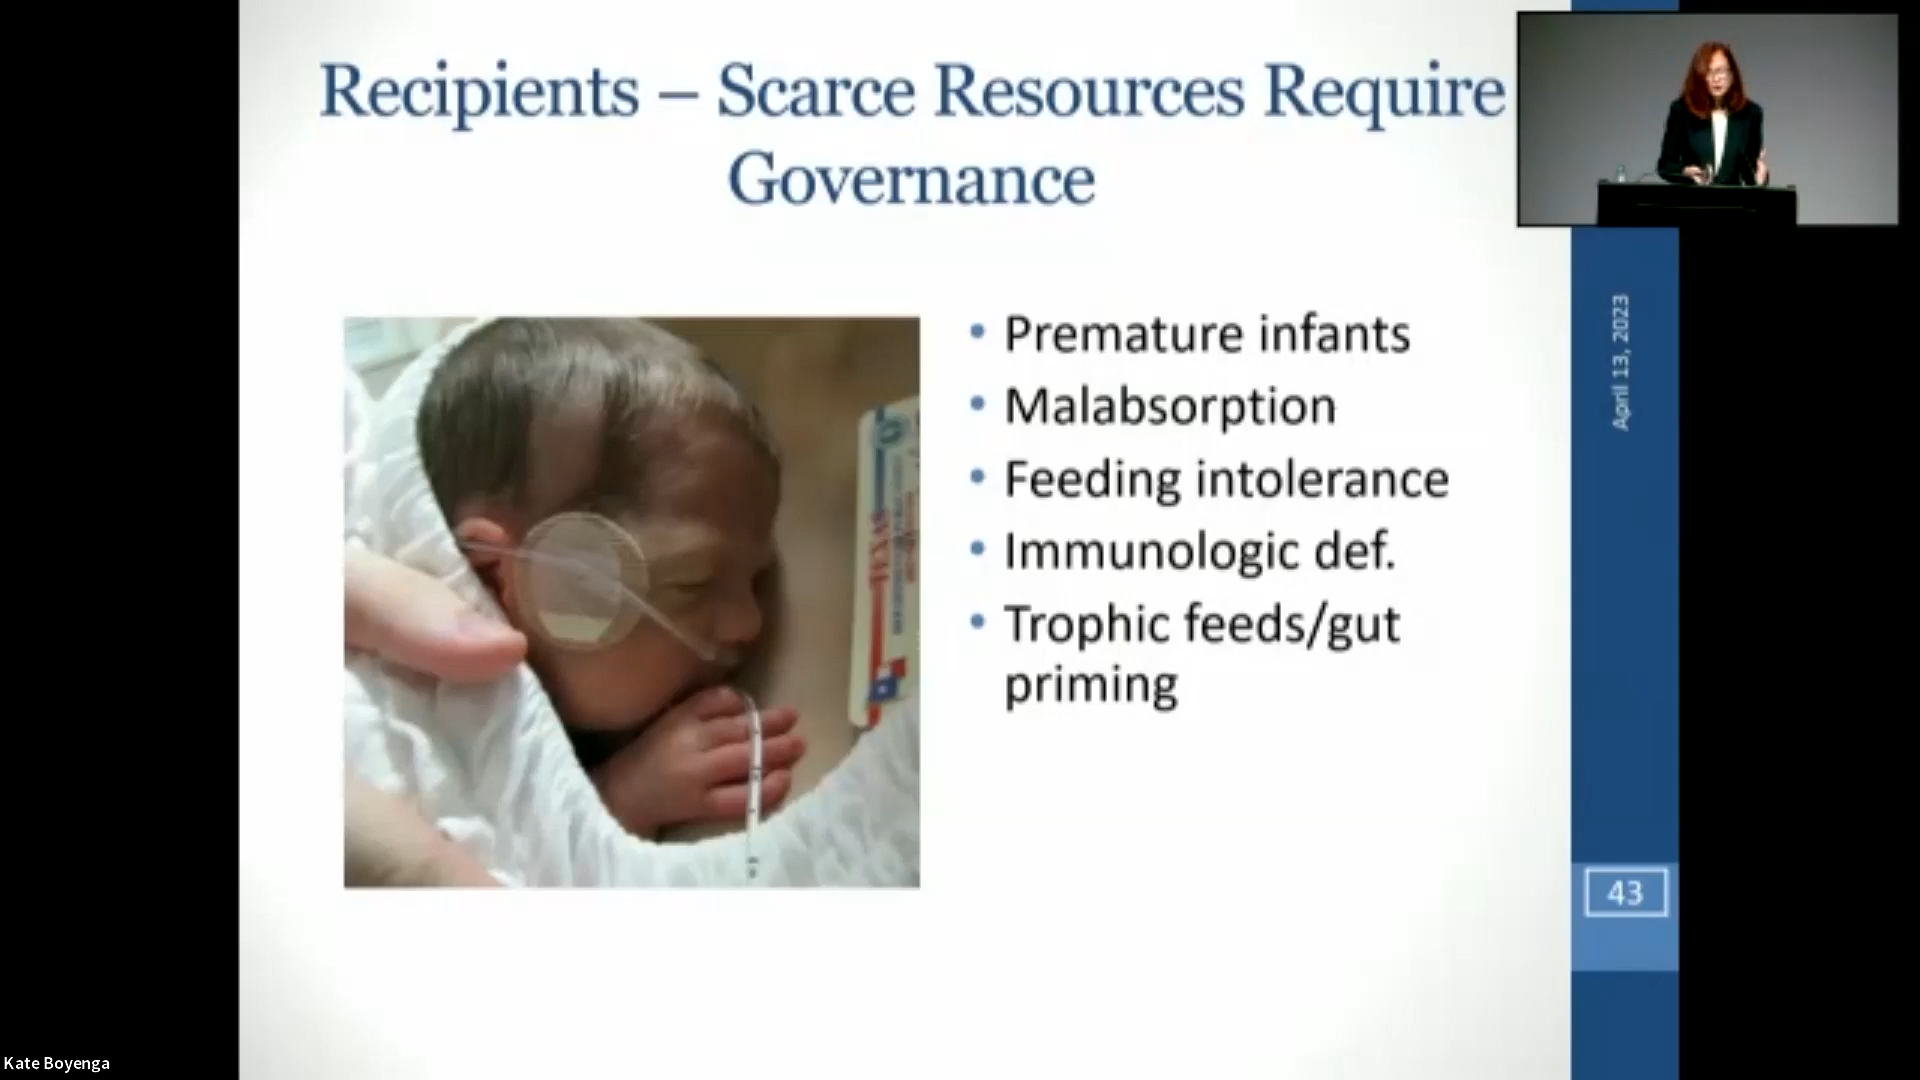 Recipients – Scarce Resources Require
Governance
• Premature infants
• Malabsorption
• Feeding intolerance
• Immunologic def.
• Trophic feeds/gut
priming
April 13, 2023
43
Kate Boyenga